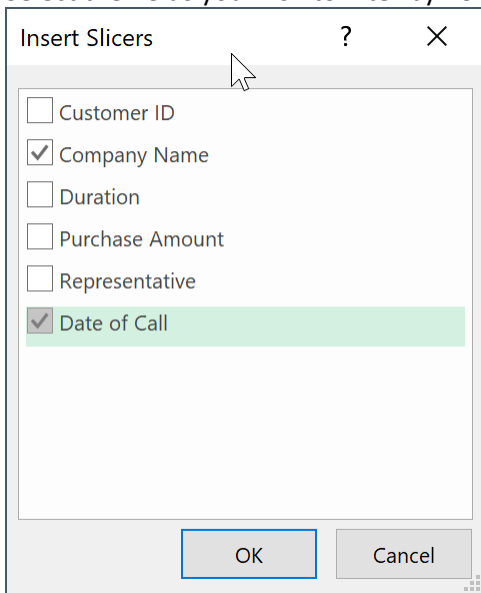 Insert Slicers ?
Customer ID
Company Name
Duration
Purchase Amount
Representative
Date of Call
OK Cancel